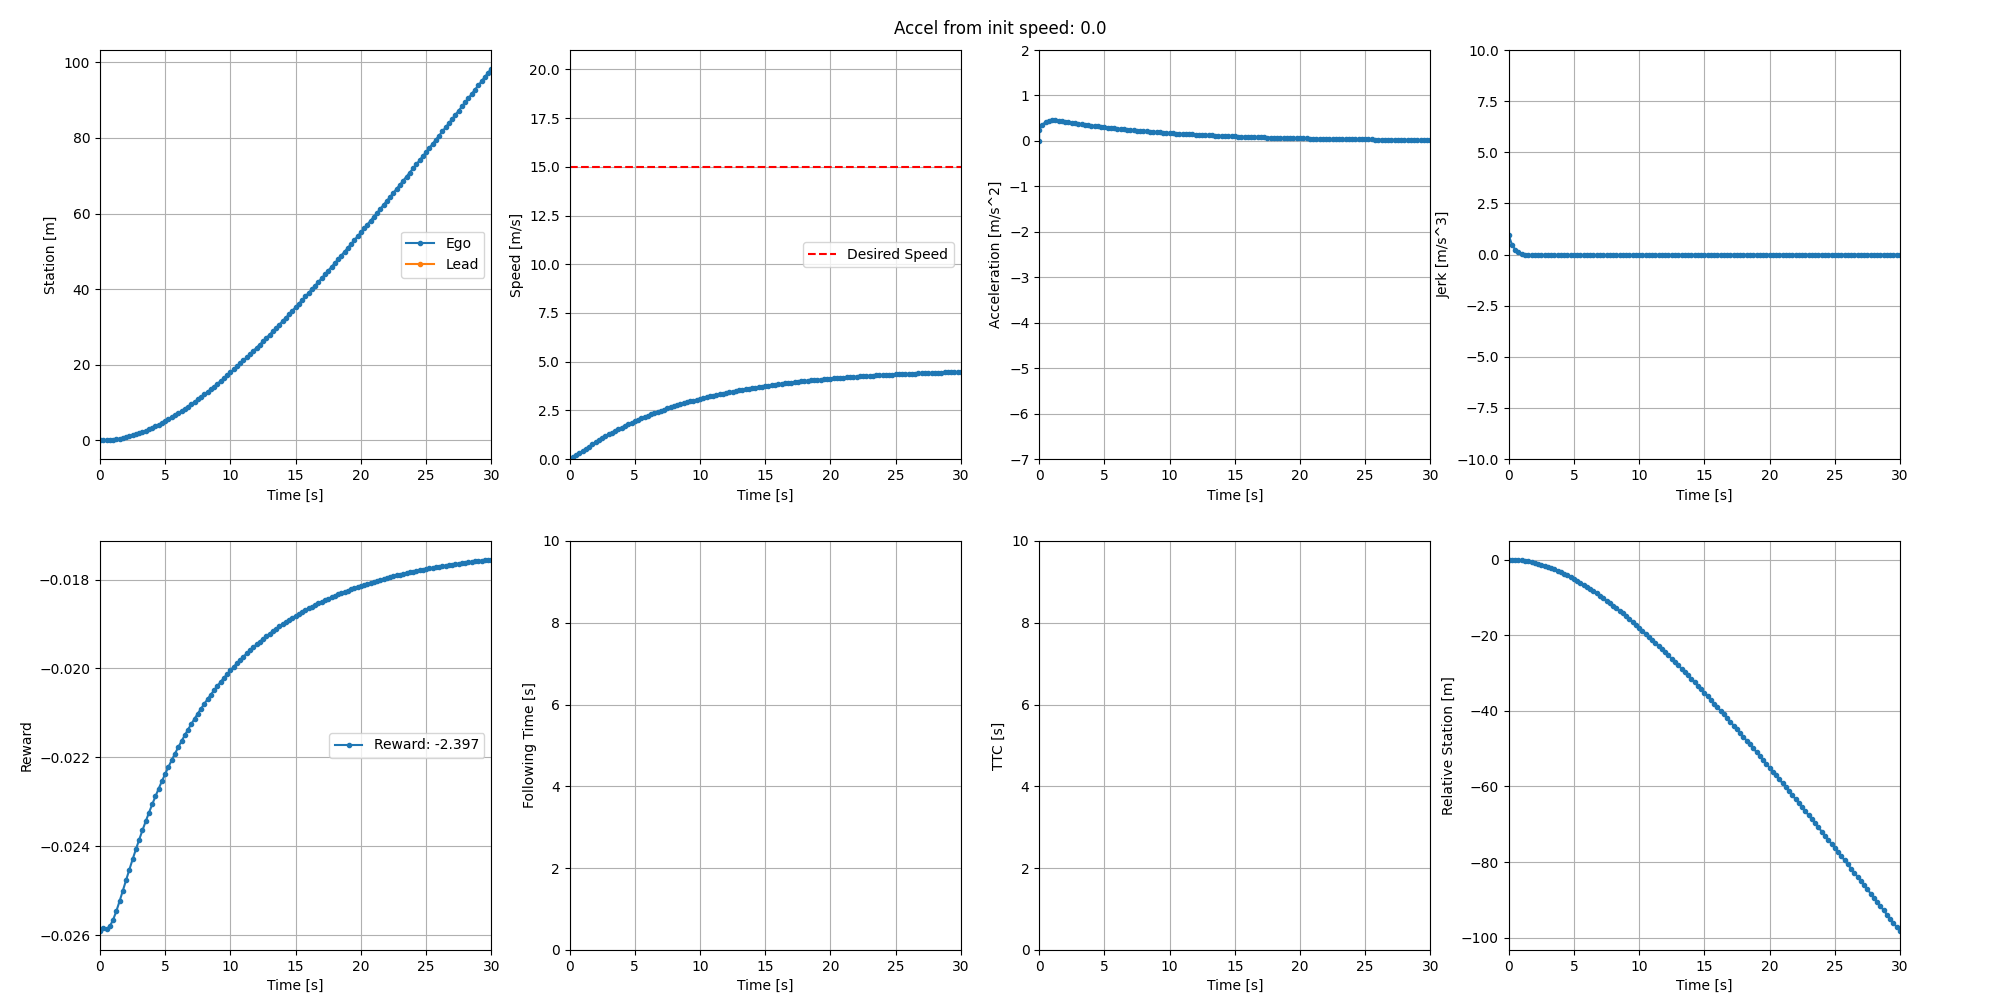 Accel from init speed: 0.0
100
80
60
40
20
0
Station [m]
Ego
Lead
0 5 10 15 20 25 30
Time [s]
20.0
17.5
15.0
12.5
10.0
7.5
5.0
2.5
0.0
Speed [m/s]
Desired Speed
0 5 10 15 20 25 30
Time [s]
2
1
0
−1
−2
−3
−4
−5
−6
−7
Acceleration [m/s^2]
0 5 10 15 20 25 30
Time [s]
10.0
7.5
5.0
2.5
0.0
−2.5
−5.0
−7.5
−10.0
Jerk [m/s^3]
0 5 10 15 20 25 30
Time [s]
−0.018
−0.020
−0.022
−0.024
−0.026
Reward
Reward: -2.397
0 5 10 15 20 25 30
Time [s]
10
8
6
4
2
0
Following Time [s]
0 5 10 15 20 25 30
Time [s]
10
8
6
4
2
0
TTC [s]
0 5 10 15 20 25 30
Time [s]
0
−20
−40
−60
−80
−100
Relative Station [m]
0 5 10 15 20 25 30
Time [s]